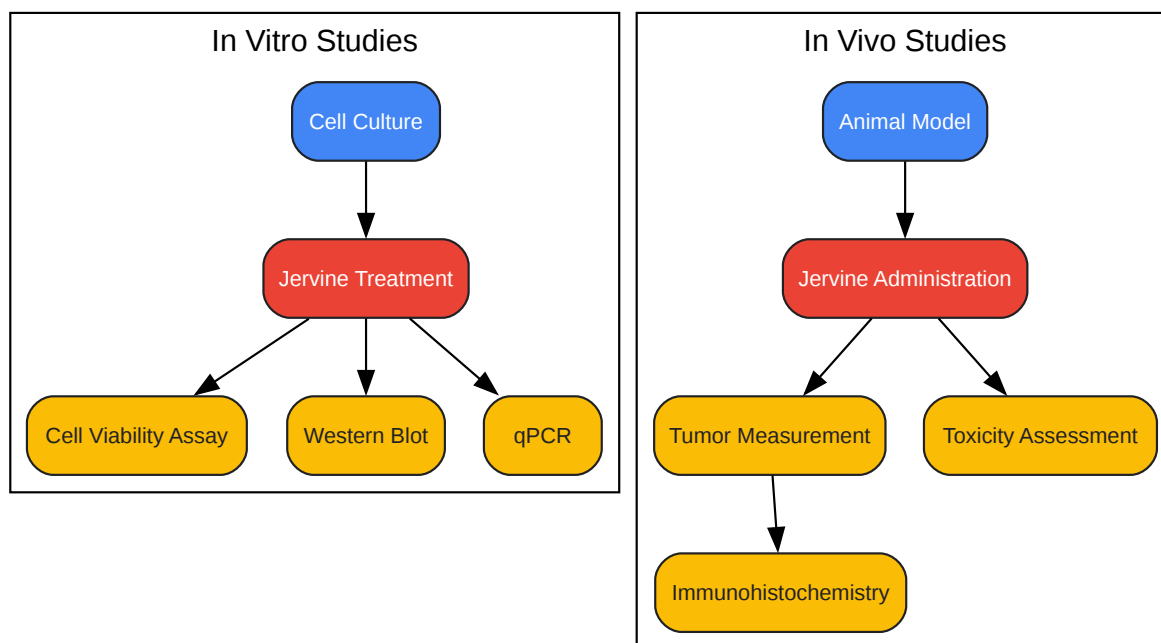 In Vitro Studies
Cell Culture
Jervine Treatment
Cell Viability Assay
Western Blot
qPCR
In Vivo Studies
Animal Model
Jervine Administration
Tumor Measurement
Toxicity Assessment
Immunohistochemistry